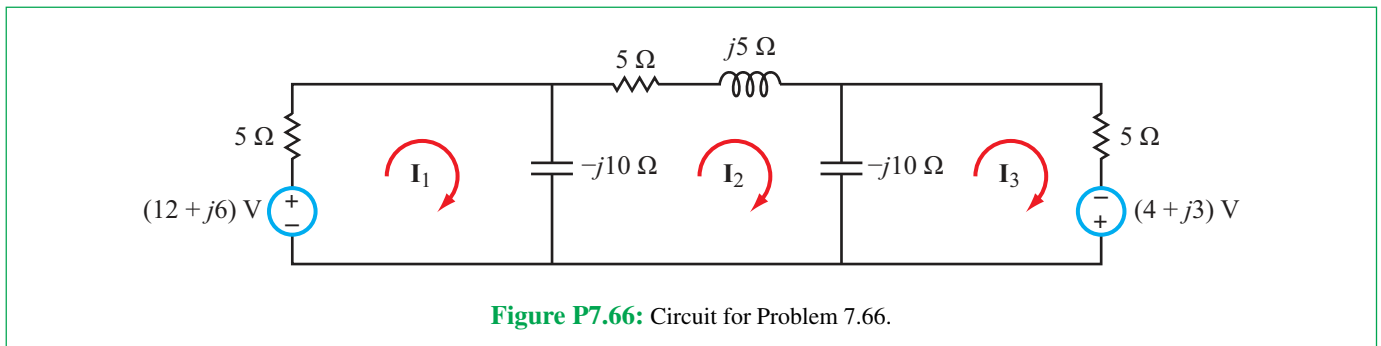 j5 Ω
5 Ω
5 Ω
I₁
−j10 Ω
I₂
−j10 Ω
I₃
5 Ω
(12 + j6) V
+
−
−
+
(4 + j3) V
Figure P7.66: Circuit for Problem 7.66.